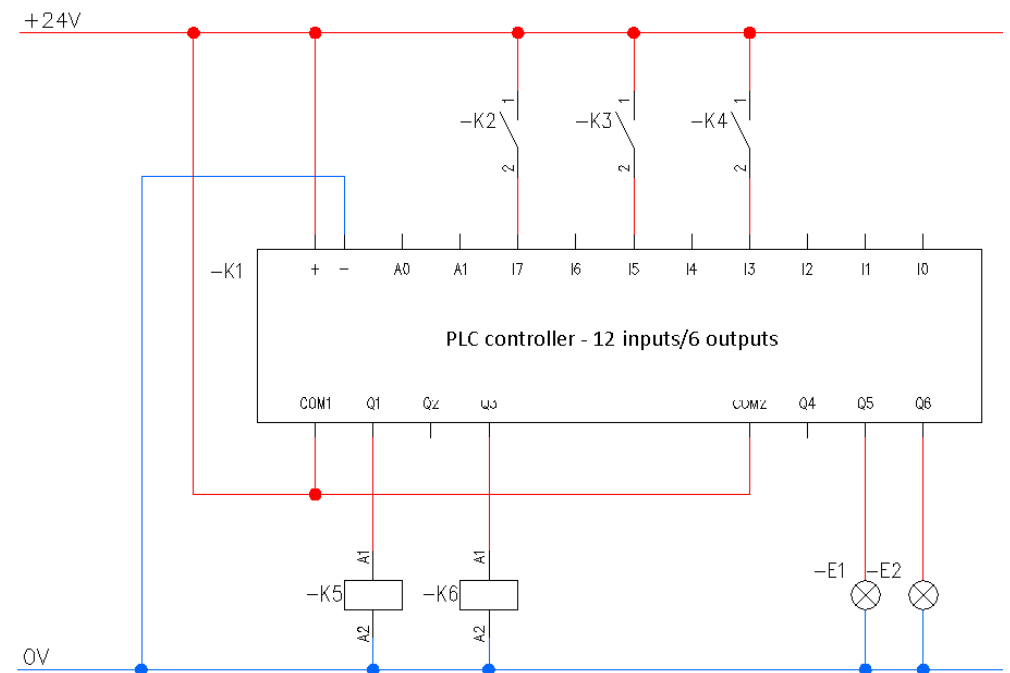 +24V
1 1 1
-K2 -K3 -K4
2 2 2
-K1
+ - A0 A1 I7 I6 I5 I4 I3 I2 I1 I0
PLC controller - 12 inputs/6 outputs
COM1 Q1 Q2 Q3 COM2 Q4 Q5 Q6
A1 A1
-K5 -K6 -E1 -E2
A2 A2
0V